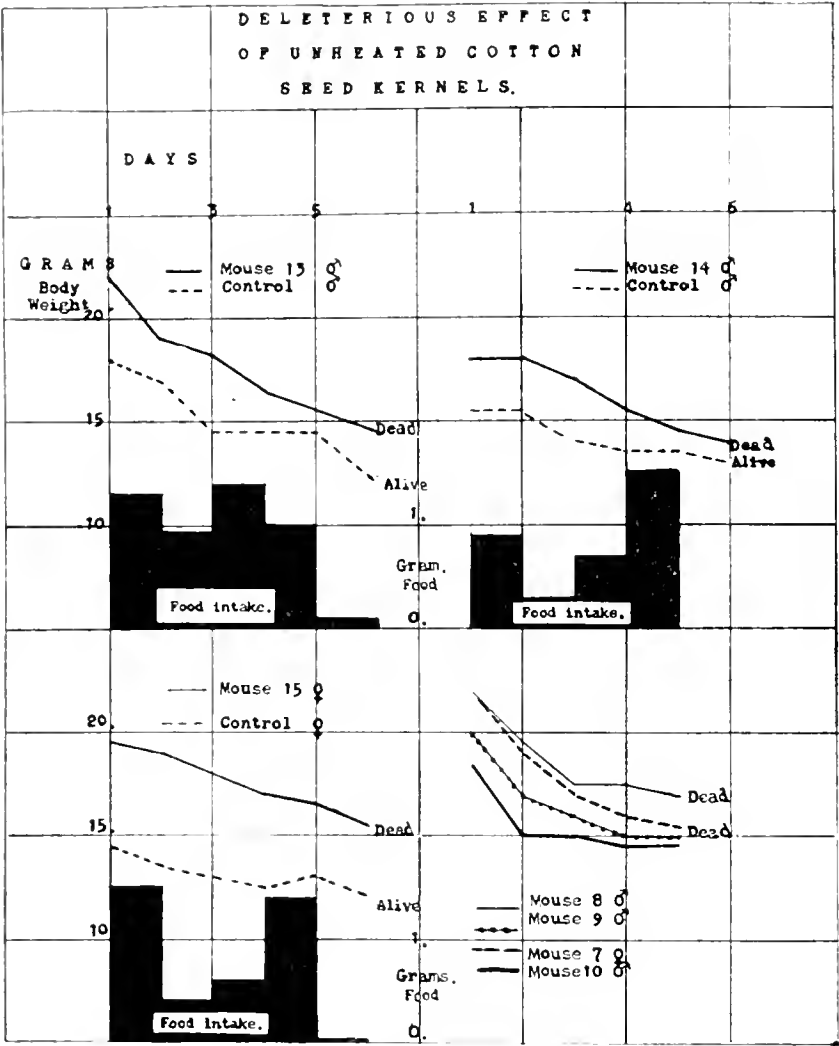 DELETERIOUS EFFECT
OF UNHEATED COTTON
SEED KERNELS.
DAYS
1 3 5 1 4 6
GRAMS
Body
Weight
Mouse 13 ♂
Control ♂
Mouse 14 ♂
Control ♂
20.
15
10
Dead
Alive
Dead
Alive
1.
Gram.
Food
0.
Food intake.
Food intake.
Mouse 15 ♀
Control ♀
20.
15.
10
Dead
Alive
Dead
Dead
1.
Grams.
Food
0.
Food Intake.
Mouse 8 ♂
Mouse 9 ♂
Mouse 7 ♀
Mouse10 ♂